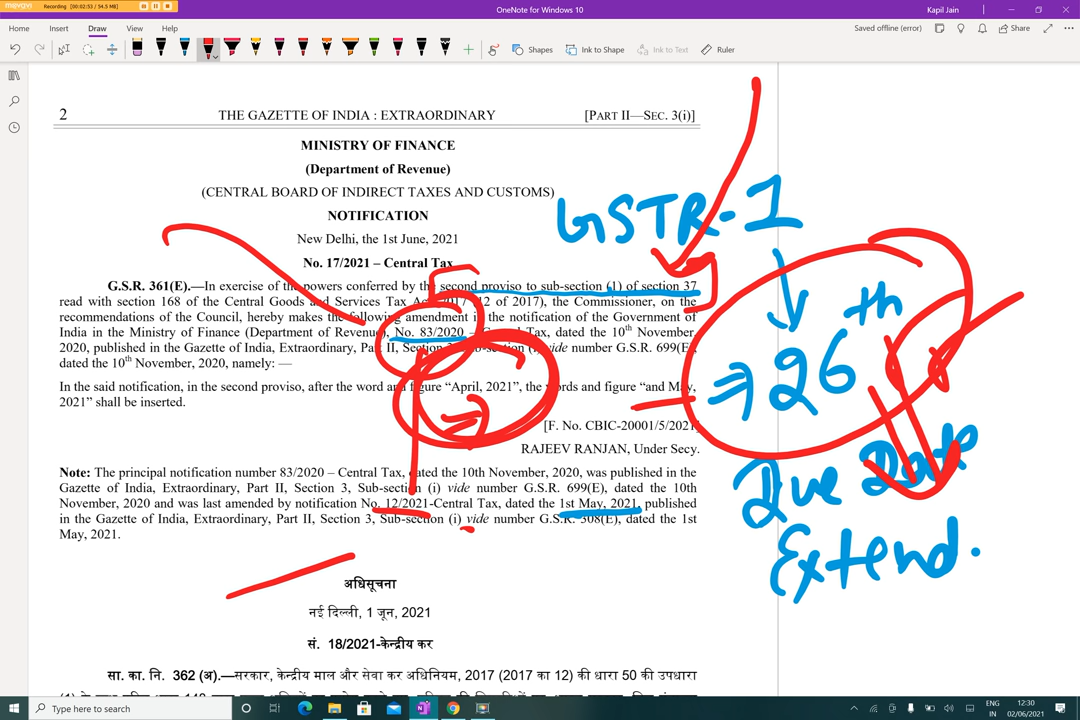 movavi Recording [00:02:53 / 54.5 MB]
OneNote for Windows 10
Kapil Jain
Home Insert Draw View Help
Saved offline (error) Share
Shapes Ink to Shape Ink to Text Ruler
2 THE GAZETTE OF INDIA : EXTRAORDINARY [PART II—SEC. 3(i)]
MINISTRY OF FINANCE
(Department of Revenue)
(CENTRAL BOARD OF INDIRECT TAXES AND CUSTOMS)
NOTIFICATION
New Delhi, the 1st June, 2021
No. 17/2021 – Central Tax
G.S.R. 361(E).—In exercise of the powers conferred by the second proviso to sub-section (1) of section 37
read with section 168 of the Central Goods and Services Tax 2017 12 of 2017), the Commissioner, on the
recommendations of the Council, hereby makes the following amendment in the notification of the Government of
India in the Ministry of Finance (Department of Revenue), No. 83/2020 – Central Tax, dated the 10th November,
2020, published in the Gazette of India, Extraordinary, Part II, Section 3, Sub-section (i) vide number G.S.R. 699(E),
dated the 10th November, 2020, namely: —
In the said notification, in the second proviso, after the word and figure “April, 2021”, the words and figure “and May,
2021” shall be inserted.
[F. No. CBIC-20001/5/2021]
RAJEEV RANJAN, Under Secy.
Note: The principal notification number 83/2020 – Central Tax, dated the 10th November, 2020, was published in the
Gazette of India, Extraordinary, Part II, Section 3, Sub-section (i) vide number G.S.R. 699(E), dated the 10th
November, 2020 and was last amended by notification No. 12/2021-Central Tax, dated the 1st May, 2021, published
in the Gazette of India, Extraordinary, Part II, Section 3, Sub-section (i) vide number G.S.R. 308(E), dated the 1st
May, 2021.
अधिसूचना
नई दिल्ली, 1 जून, 2021
सं. 18/2021-केन्द्रीय कर
सा. का. नि. 362 (अ).—सरकार, केन्द्रीय माल और सेवा कर अधिनियम, 2017 (2017 का 12) की धारा 50 की उपधारा
GSTR-1
⇒ 26th
Due Date
Extend.
Type here to search
ENG
IN
12:30
02/06/2021